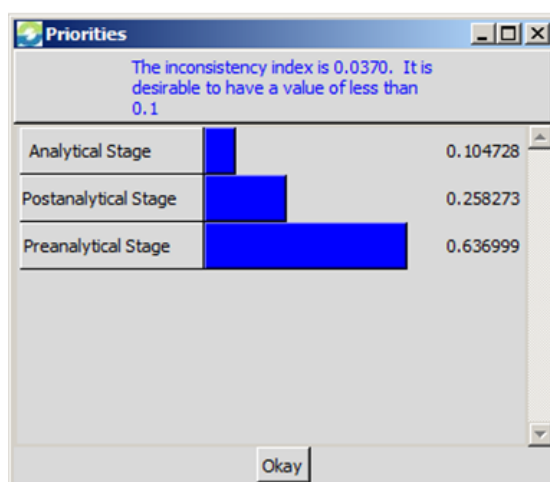 Priorities
The inconsistency index is 0.0370. It is
desirable to have a value of less than
0.1
Analytical Stage 0.104728
Postanalytical Stage 0.258273
Preanalytical Stage 0.636999
Okay